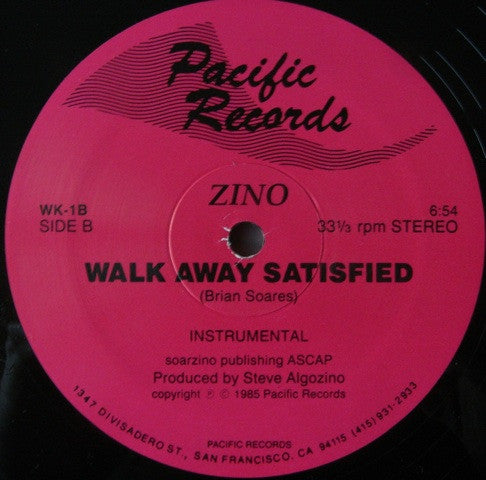 Pacific
Records
ZINO
WK-1B 6:54
SIDE B 33⅓ rpm STEREO
WALK AWAY SATISFIED
(Brian Soares)
INSTRUMENTAL
soarzino publishing ASCAP
Produced by Steve Algozino
copyright ℗ © 1985 Pacific Records
PACIFIC RECORDS
1347 DIVISADERO ST., SAN FRANCISCO, CA 94115 (415) 931-2933